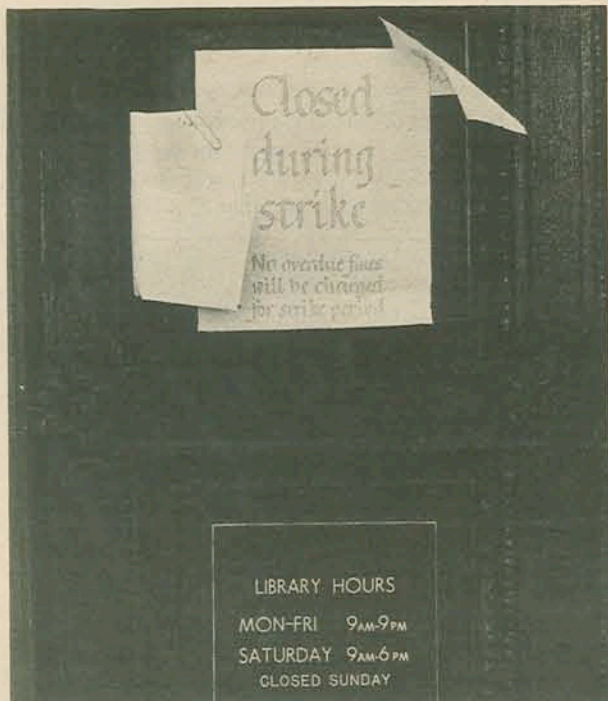 Closed
during
strike
No overdue fines
will be charged
for strike period
LIBRARY HOURS
MON-FRI 9AM-9PM
SATURDAY 9AM-6PM
CLOSED SUNDAY